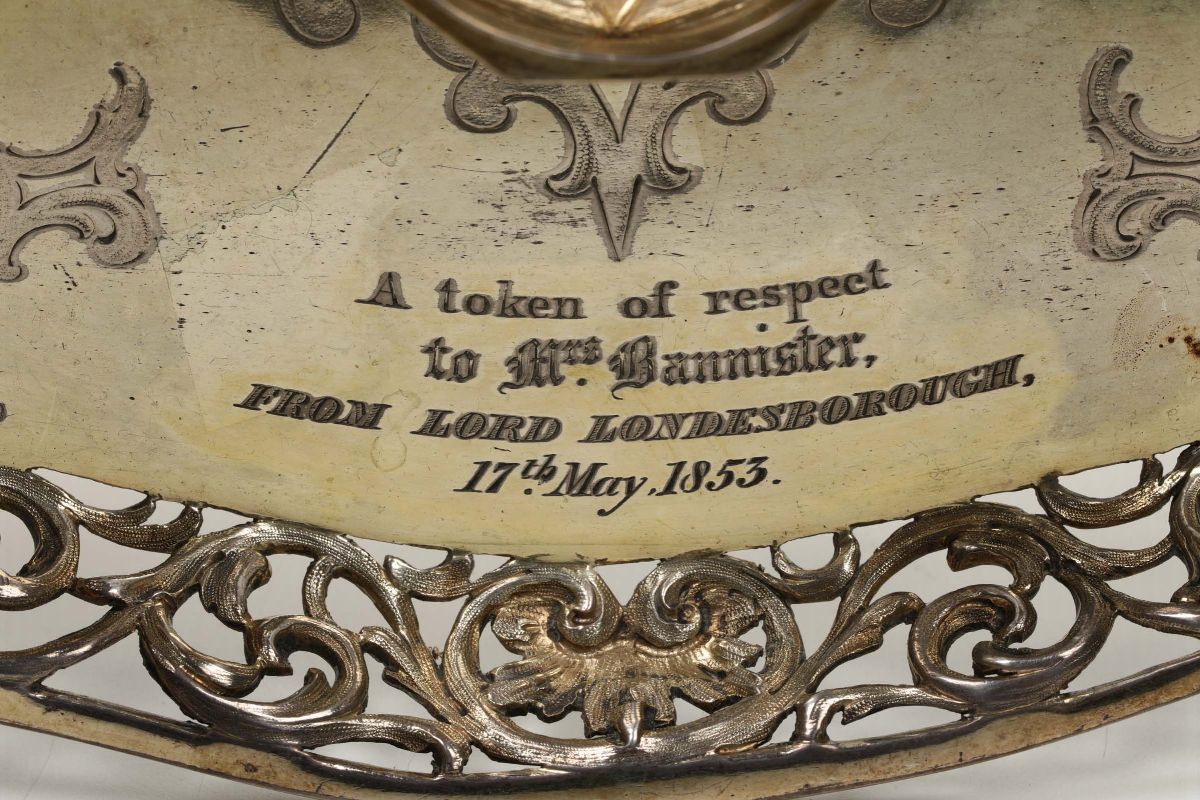 A token of respect
to Mrs. Bannister,
FROM LORD LONDESBOROUGH,
17th May, 1853.